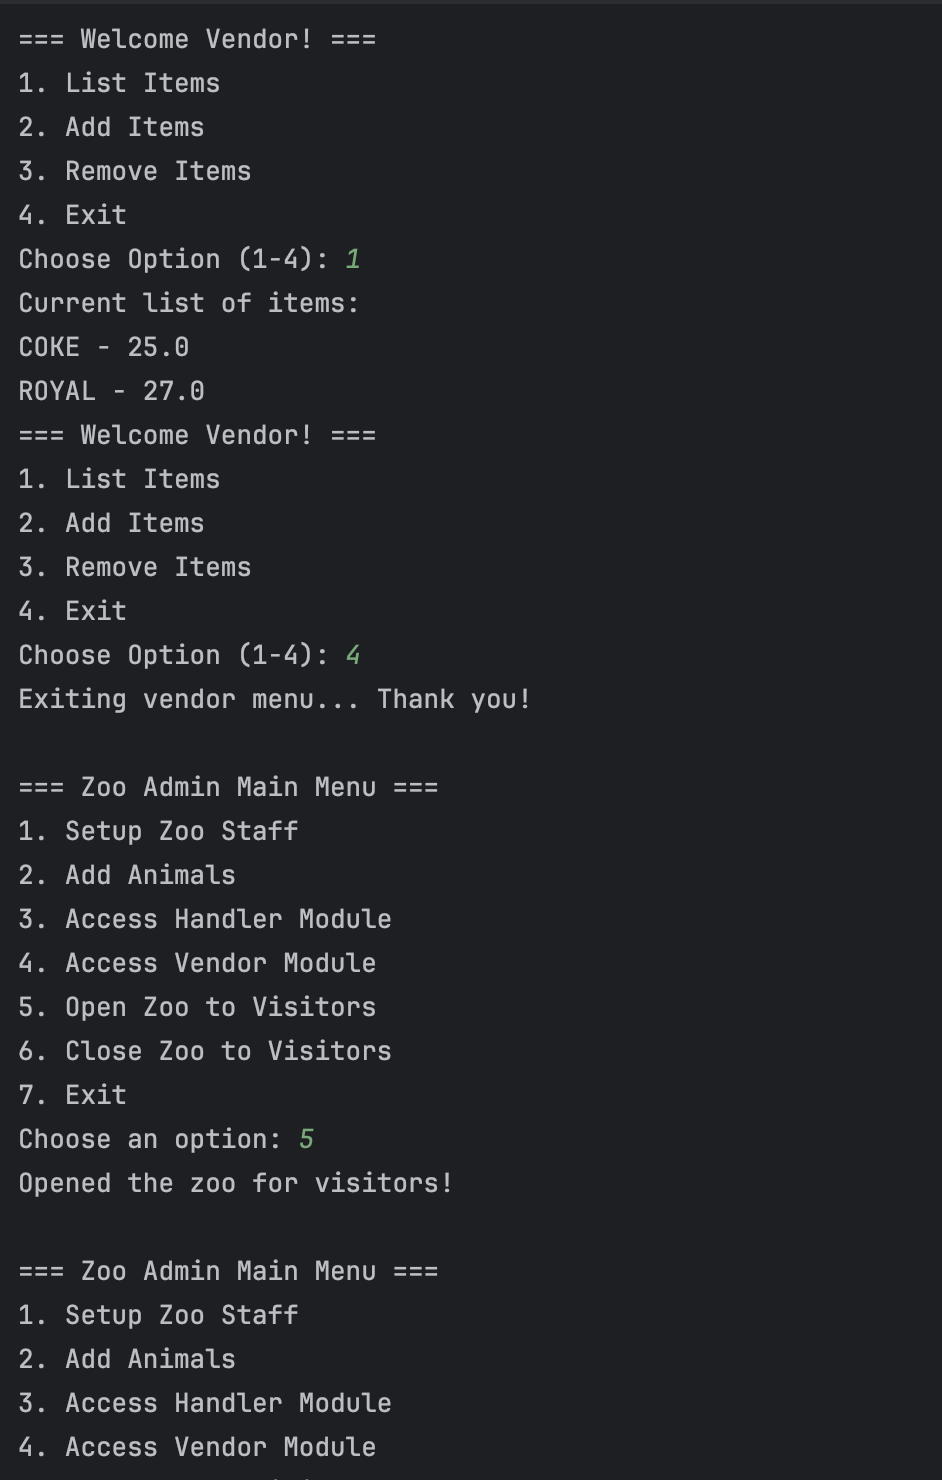 === Welcome Vendor! ===
1. List Items
2. Add Items
3. Remove Items
4. Exit
Choose Option (1-4): 1
Current list of items:
COKE - 25.0
ROYAL - 27.0
=== Welcome Vendor! ===
1. List Items
2. Add Items
3. Remove Items
4. Exit
Choose Option (1-4): 4
Exiting vendor menu... Thank you!
=== Zoo Admin Main Menu ===
1. Setup Zoo Staff
2. Add Animals
3. Access Handler Module
4. Access Vendor Module
5. Open Zoo to Visitors
6. Close Zoo to Visitors
7. Exit
Choose an option: 5
Opened the zoo for visitors!
=== Zoo Admin Main Menu ===
1. Setup Zoo Staff
2. Add Animals
3. Access Handler Module
4. Access Vendor Module